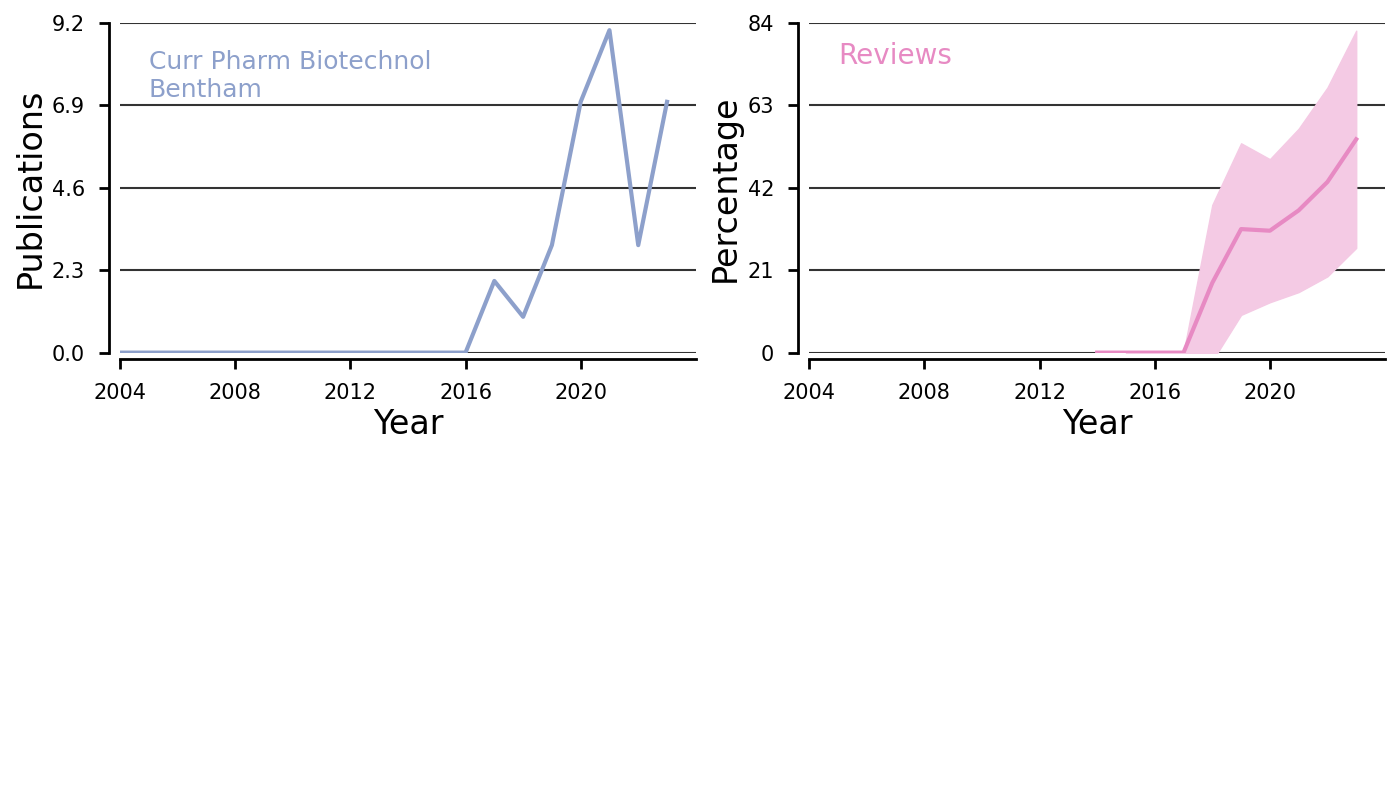 Curr Pharm Biotechnol
Bentham
Publications
9.2
6.9
4.6
2.3
0.0
2004 2008 2012 2016 2020
Year
Reviews
Percentage
84
63
42
21
0
2004 2008 2012 2016 2020
Year